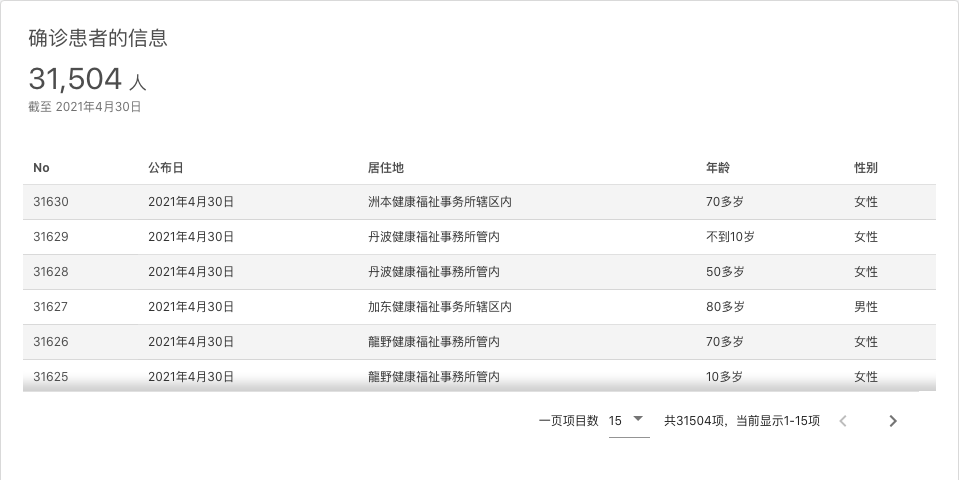 确诊患者的信息
31,504 人
截至 2021年4月30日
No 公布日 居住地 年龄 性别
31630 2021年4月30日 洲本健康福祉事务所辖区内 70多岁 女性
31629 2021年4月30日 丹波健康福祉事務所管内 不到10岁 女性
31628 2021年4月30日 丹波健康福祉事務所管内 50多岁 女性
31627 2021年4月30日 加东健康福祉事务所辖区内 80多岁 男性
31626 2021年4月30日 龍野健康福祉事務所管内 70多岁 女性
31625 2021年4月30日 龍野健康福祉事務所管内 10多岁 女性
一页项目数 15 共31504项，当前显示1-15项